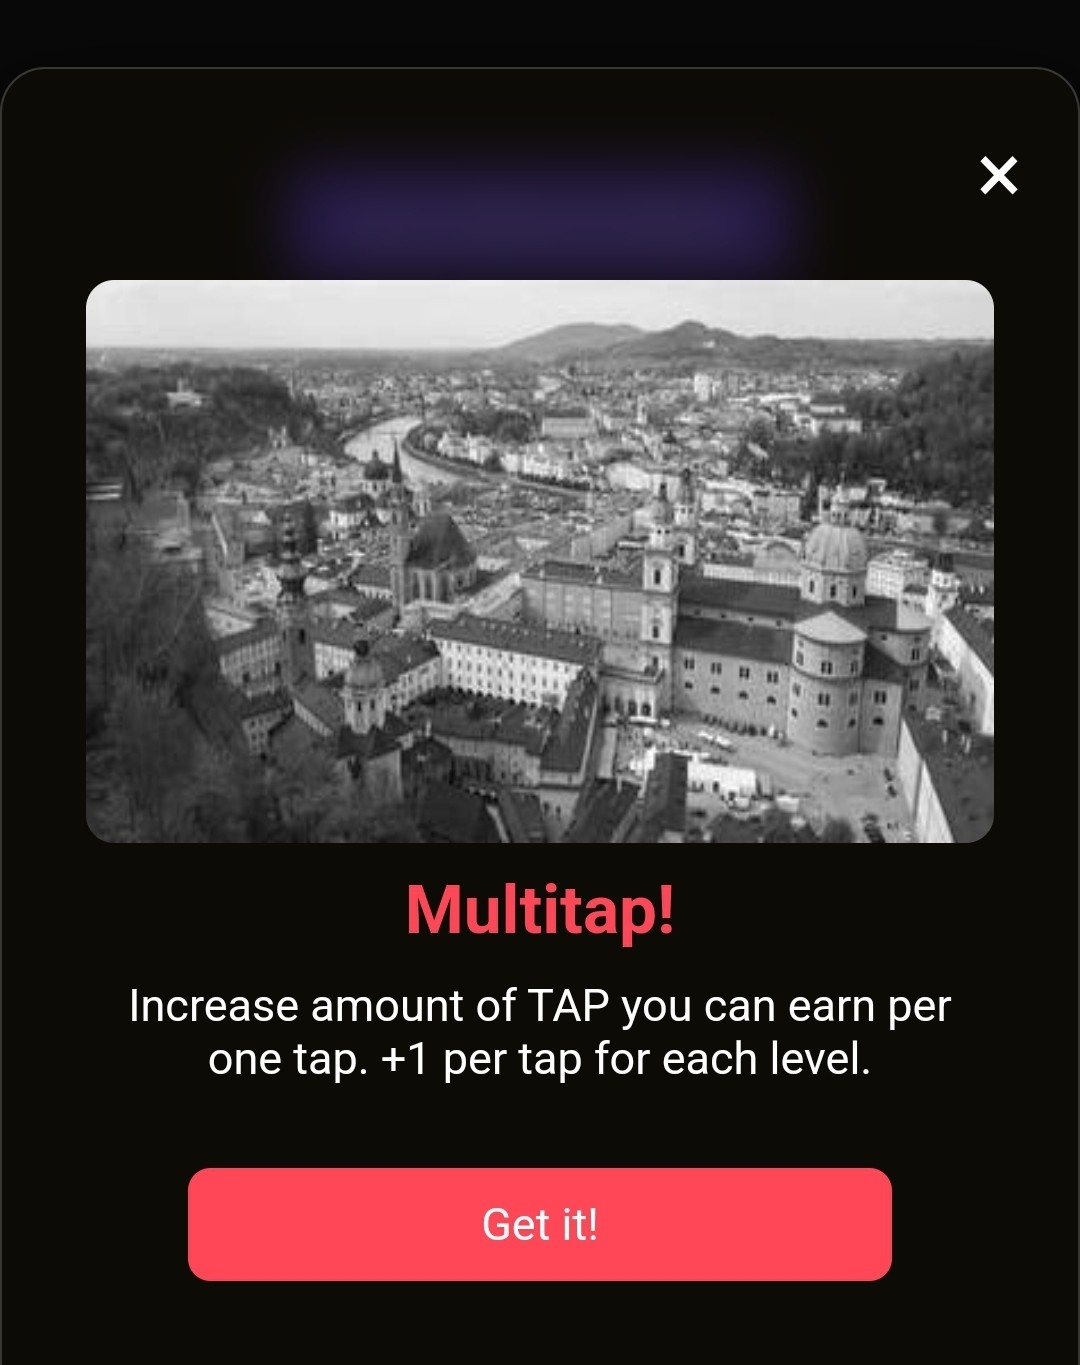 Multitap!
Increase amount of TAP you can earn per
one tap. +1 per tap for each level.
Get it!